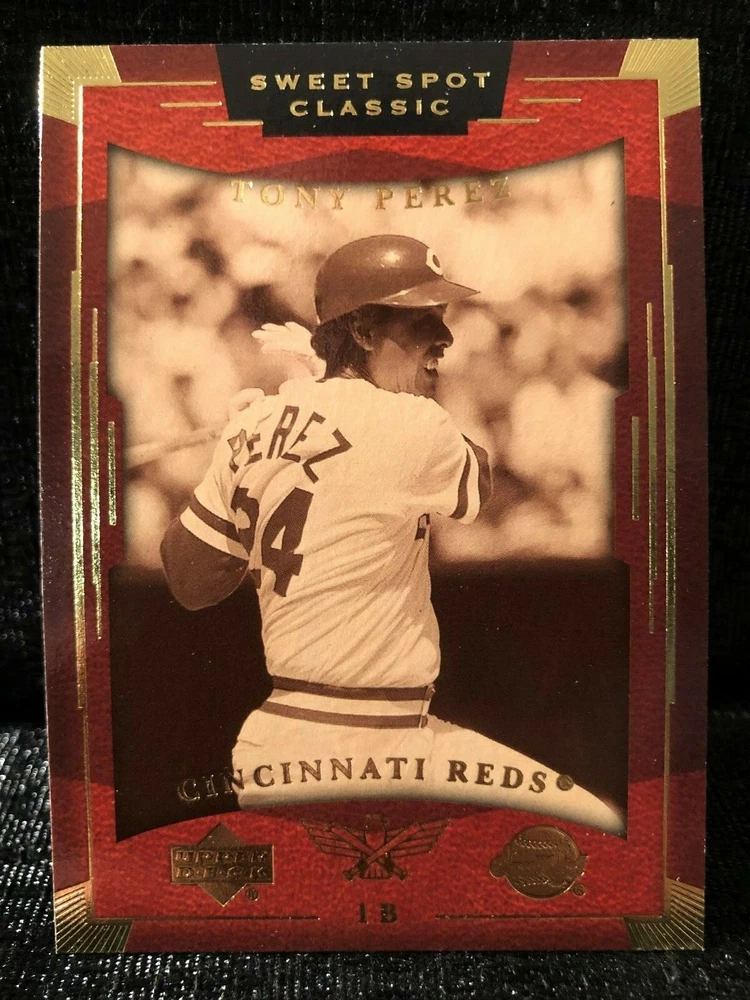 SWEET SPOT
CLASSIC
TONY PEREZ
C
PEREZ
24
CINCINNATI REDS®
UPPER
DECK®
1B